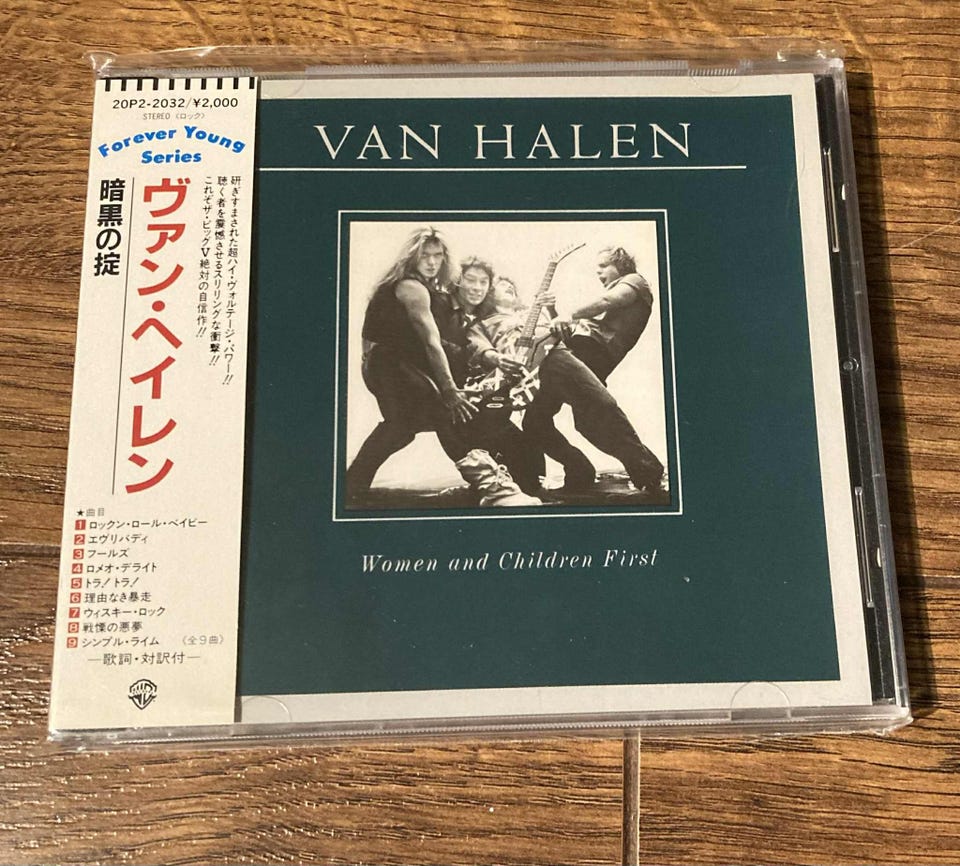 20P2-2032/¥2,000
STEREO〈ロック〉
Forever Young
Series
研ぎすまされた超ハイ・ヴォルテージ・パワー!!
聴く者を震憾させるスリリングな衝撃!!
これぞザ・ビッグV絶対の自信作!!
ヴァン・ヘイレン
暗黒の掟
★曲目
1 ロックン・ロール・ベイビー
2 エヴリバディ
3 フールズ
4 ロメオ・デライト
5 トラ!トラ!
6 理由なき暴走
7 ウィスキー・ロック
8 戦慄の悪夢
9 シンプル・ライム 〈全9曲〉
—歌詞・対訳付—
VAN HALEN
Women and Children First